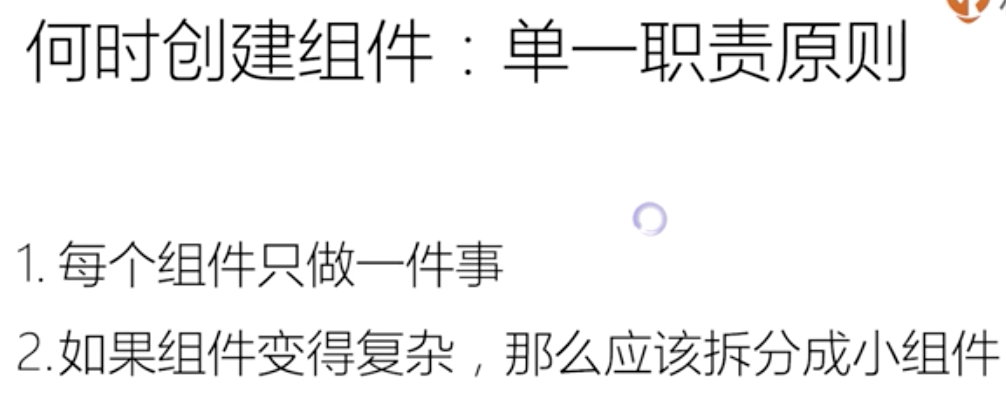 何时创建组件：单一职责原则
1. 每个组件只做一件事
2.如果组件变得复杂，那么应该拆分成小组件